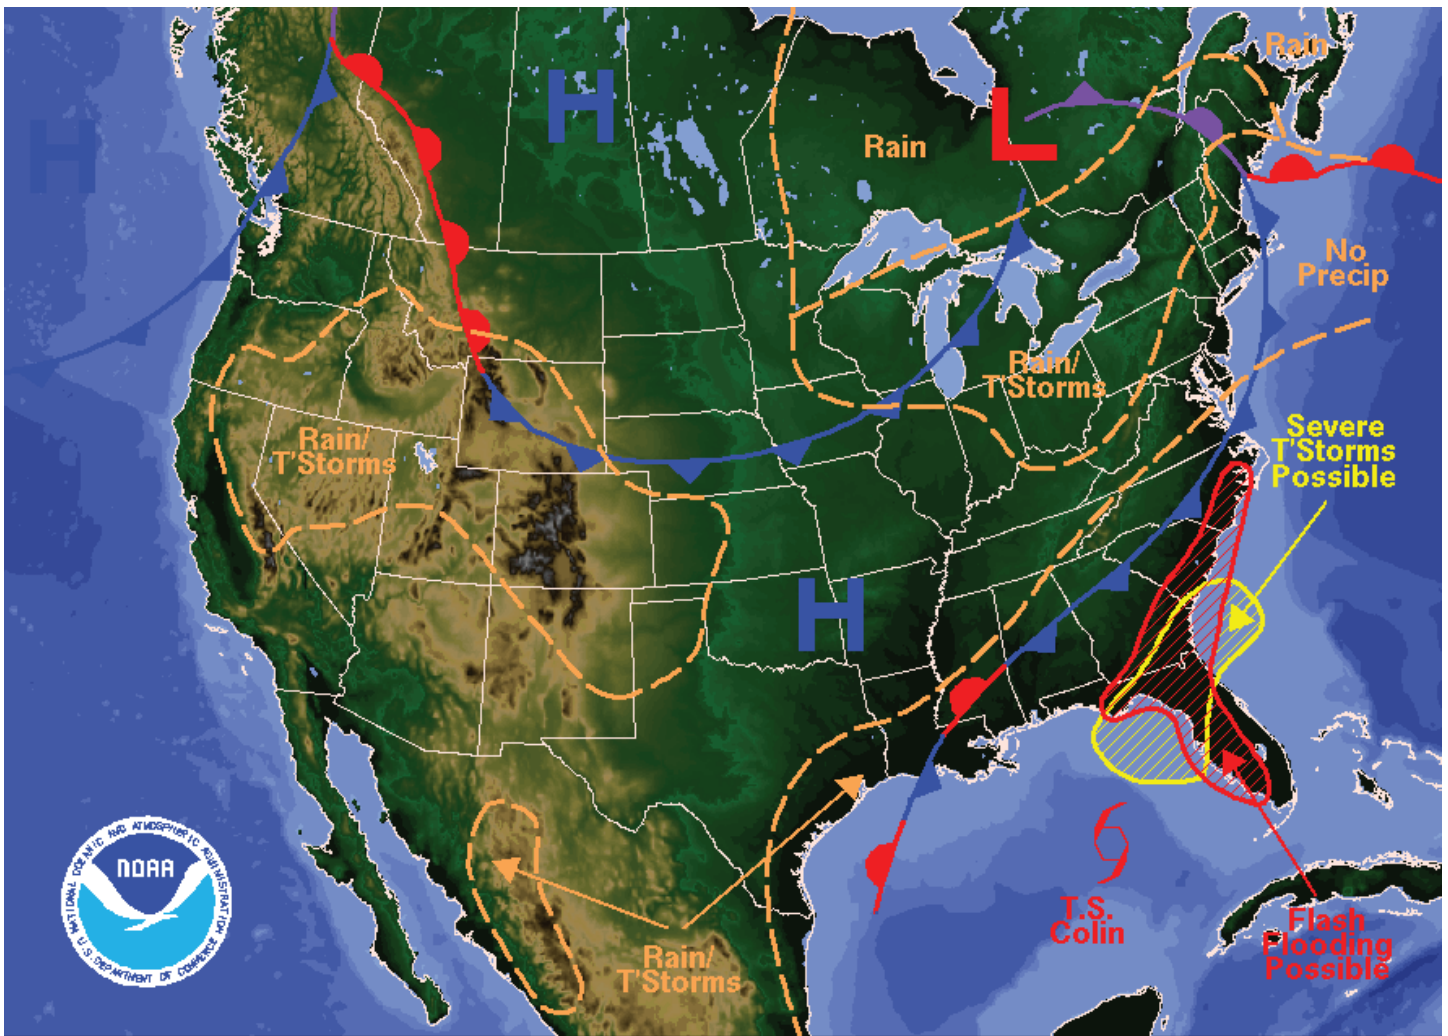 Rain
H
H
L
Rain
No
Precip
Rain/
T'Storms
Rain/
T'Storms
Severe
T'Storms
Possible
H
T.S.
Colin
Flash
Flooding
Possible
Rain/
T'Storms
NATIONAL OCEANIC AND ATMOSPHERIC ADMINISTRATION
NOAA
U.S. DEPARTMENT OF COMMERCE